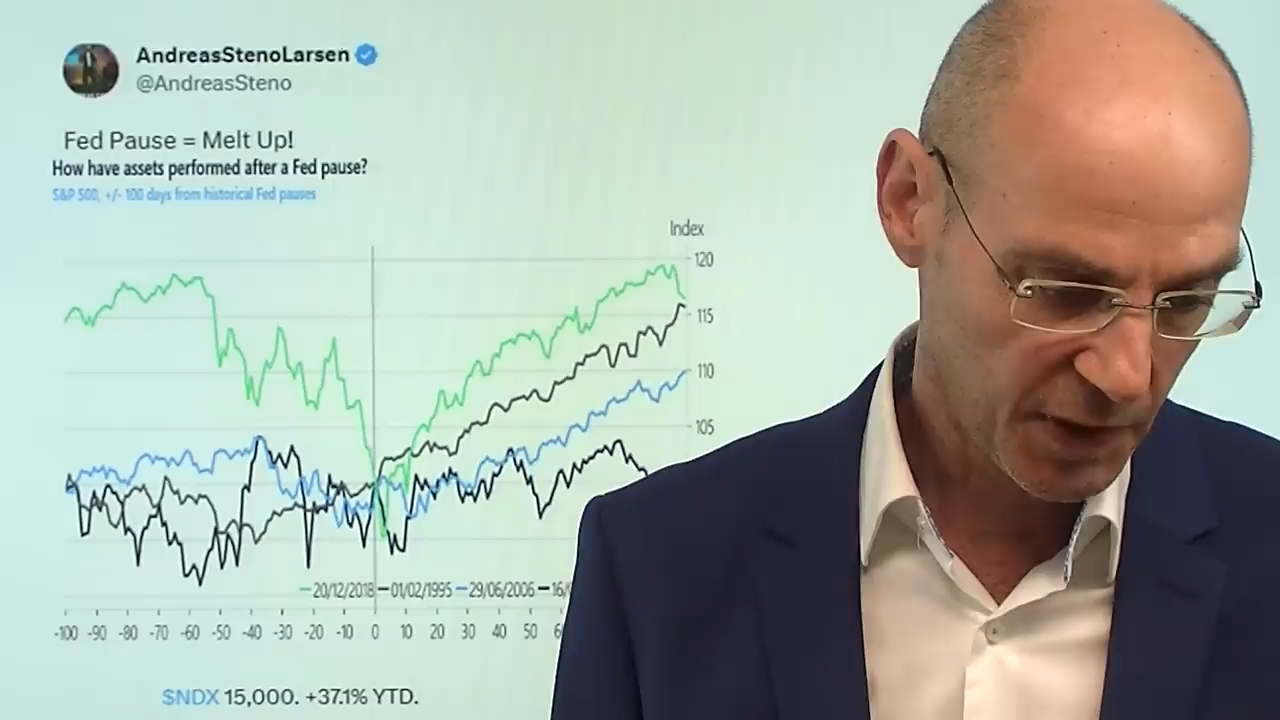 AndreasStenoLarsen
@AndreasSteno
Fed Pause = Melt Up!
How have assets performed after a Fed pause?
S&P 500, +/- 100 days from historical Fed pauses
Index
120
115
110
105
20/12/2018 01/02/1995 29/06/2006
-100 -90 -80 -70 -60 -50 -40 -30 -20 -10 0 10 20 30 40 50
$NDX 15,000. +37.1% YTD.